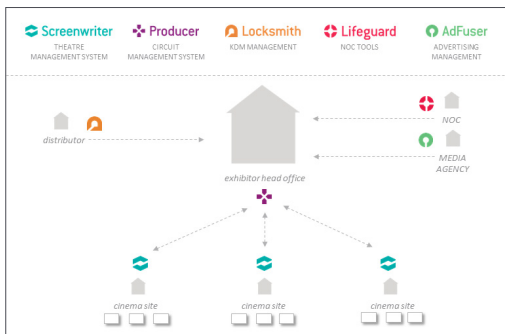 Screenwriter
THEATRE
MANAGEMENT SYSTEM
Producer
CIRCUIT
MANAGEMENT SYSTEM
Locksmith
KDM MANAGEMENT
Lifeguard
NOC TOOLS
AdFuser
ADVERTISING
MANAGEMENT
distributor
exhibitor head office
NOC
MEDIA
AGENCY
cinema site
cinema site
cinema site